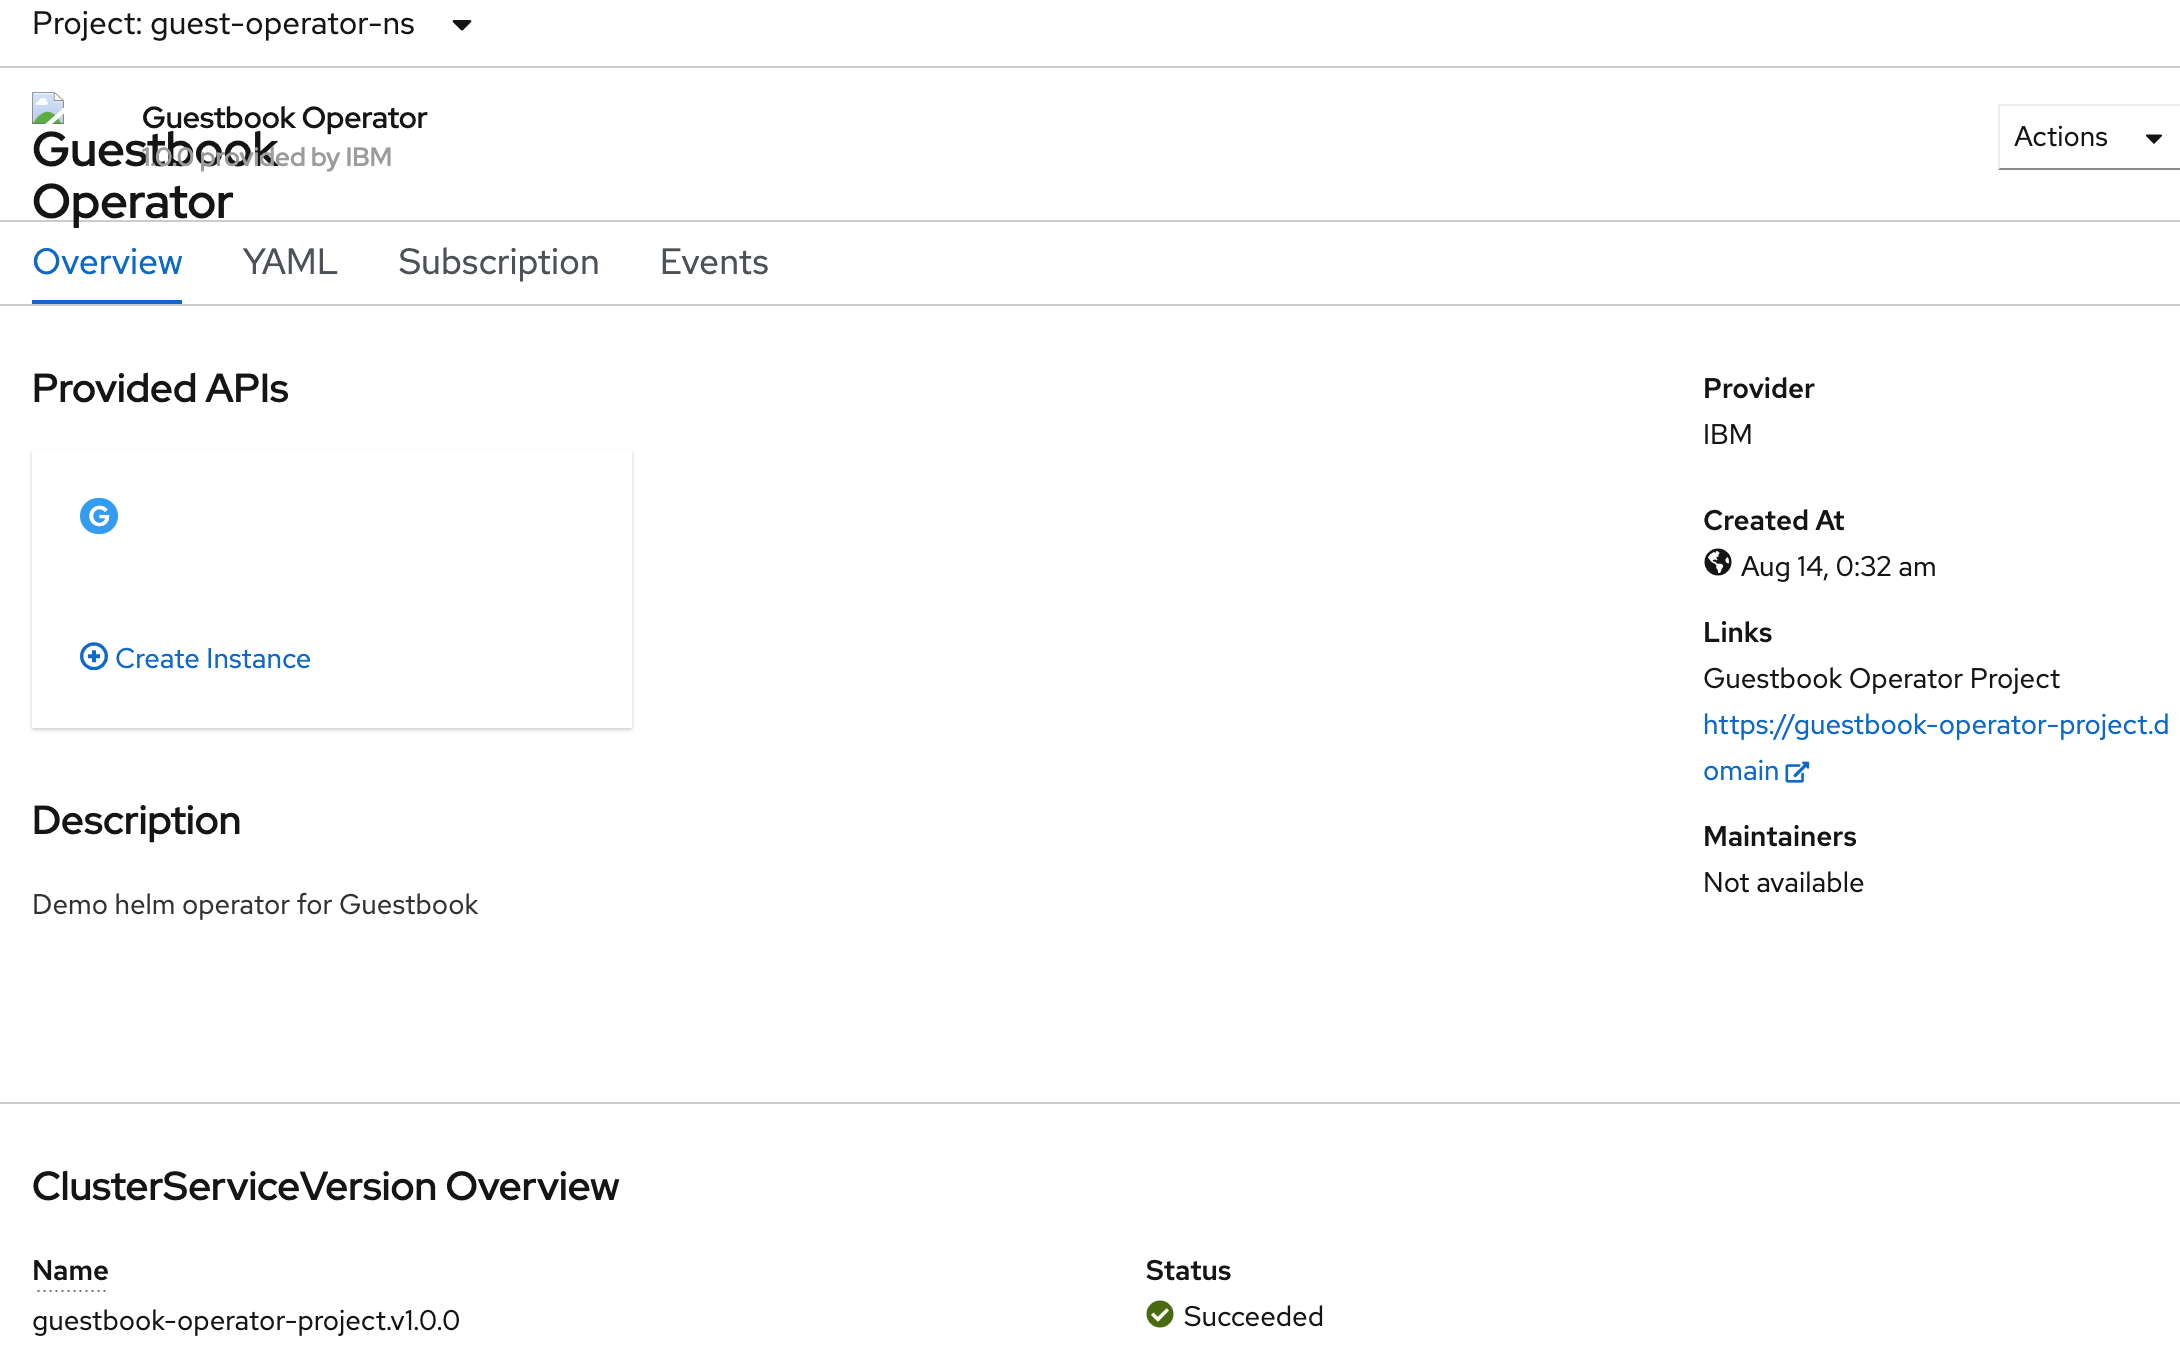 Project: guest-operator-ns
Guestbook Operator
Guestbook
1.0.0 provided by IBM
Operator
Actions
Overview YAML Subscription Events
Provided APIs
G
Create Instance
Description
Demo helm operator for Guestbook
Provider
IBM
Created At
Aug 14, 0:32 am
Links
Guestbook Operator Project
https://guestbook-operator-project.d
omain
Maintainers
Not available
ClusterServiceVersion Overview
Name
guestbook-operator-project.v1.0.0
Status
Succeeded